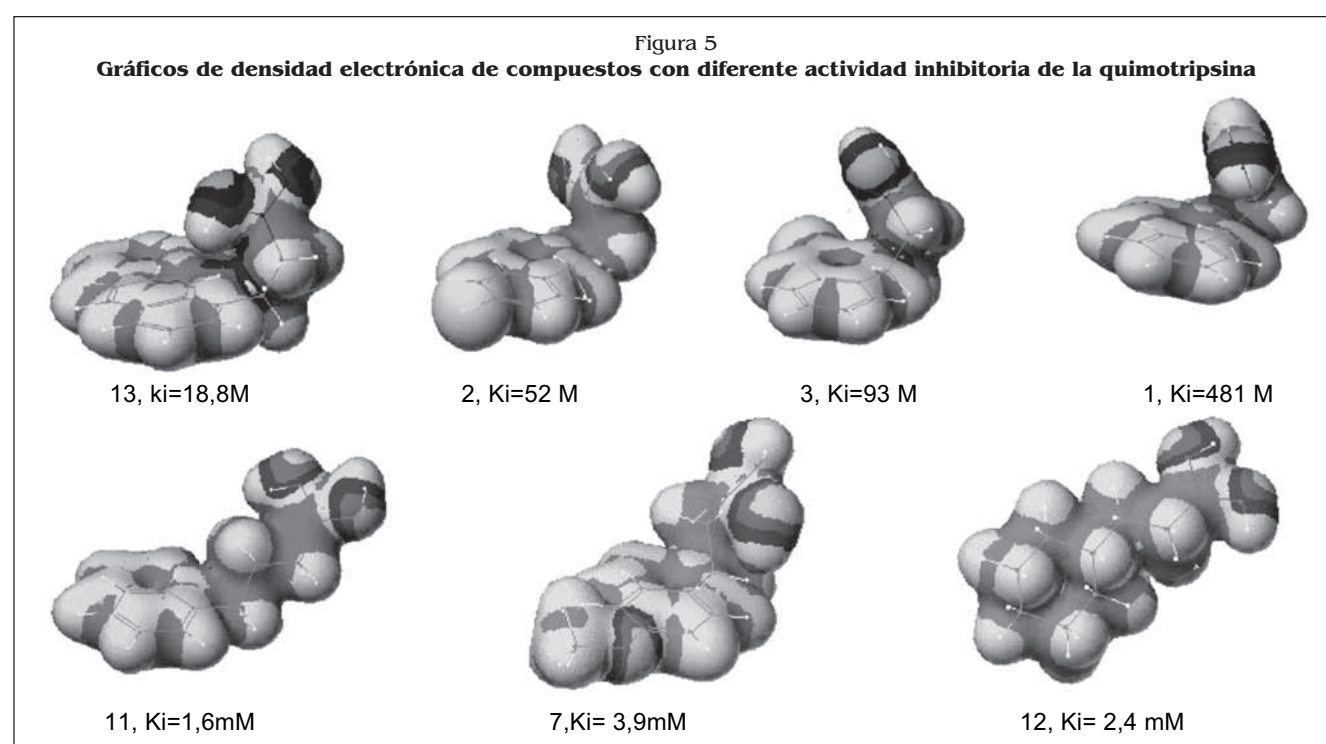 Figura 5
Gráficos de densidad electrónica de compuestos con diferente actividad inhibitoria de la quimotripsina
13, ki=18,8M
2, Ki=52 M
3, Ki=93 M
1, Ki=481 M
11, Ki=1,6mM
7,Ki= 3,9mM
12, Ki= 2,4 mM